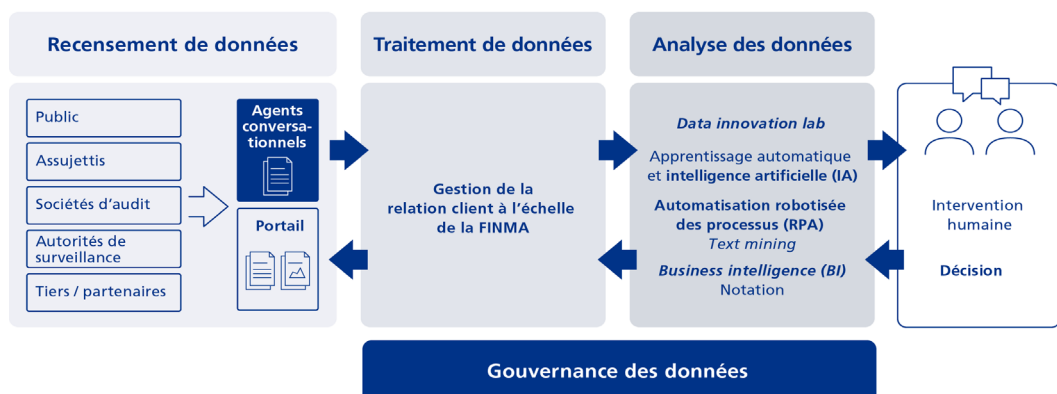 Recensement de données
Traitement de données
Analyse des données
Public
Assujettis
Sociétés d'audit
Autorités de
surveillance
Tiers / partenaires
Agents
conversa-
tionnels
Portail
Gestion de la
relation client à l'échelle
de la FINMA
Data innovation lab
Apprentissage automatique
et intelligence artificielle (IA)
Automatisation robotisée
des processus (RPA)
Text mining
Business intelligence (BI)
Notation
Intervention
humaine
Décision
Gouvernance des données